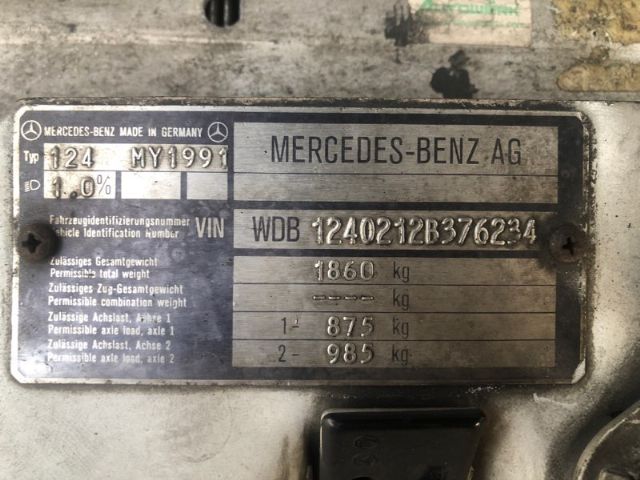 MERCEDES-BENZ MADE IN GERMANY
Typ 124 MY1991
1.0%
MERCEDES-BENZ AG
Fahrzeugidentifizierungsnummer
Vehicle Identification Number VIN WDB 1240212B376234
Zulässiges Gesamtgewicht
Permissible total weight 1860 kg
Zulässiges Zug-Gesamtgewicht
Permissible combination weight ---- kg
Zulässige Achslast, Achse 1
Permissible axle load, axle 1 1- 875 kg
Zulässige Achslast, Achse 2
Permissible axle load, axle 2 2- 985 kg